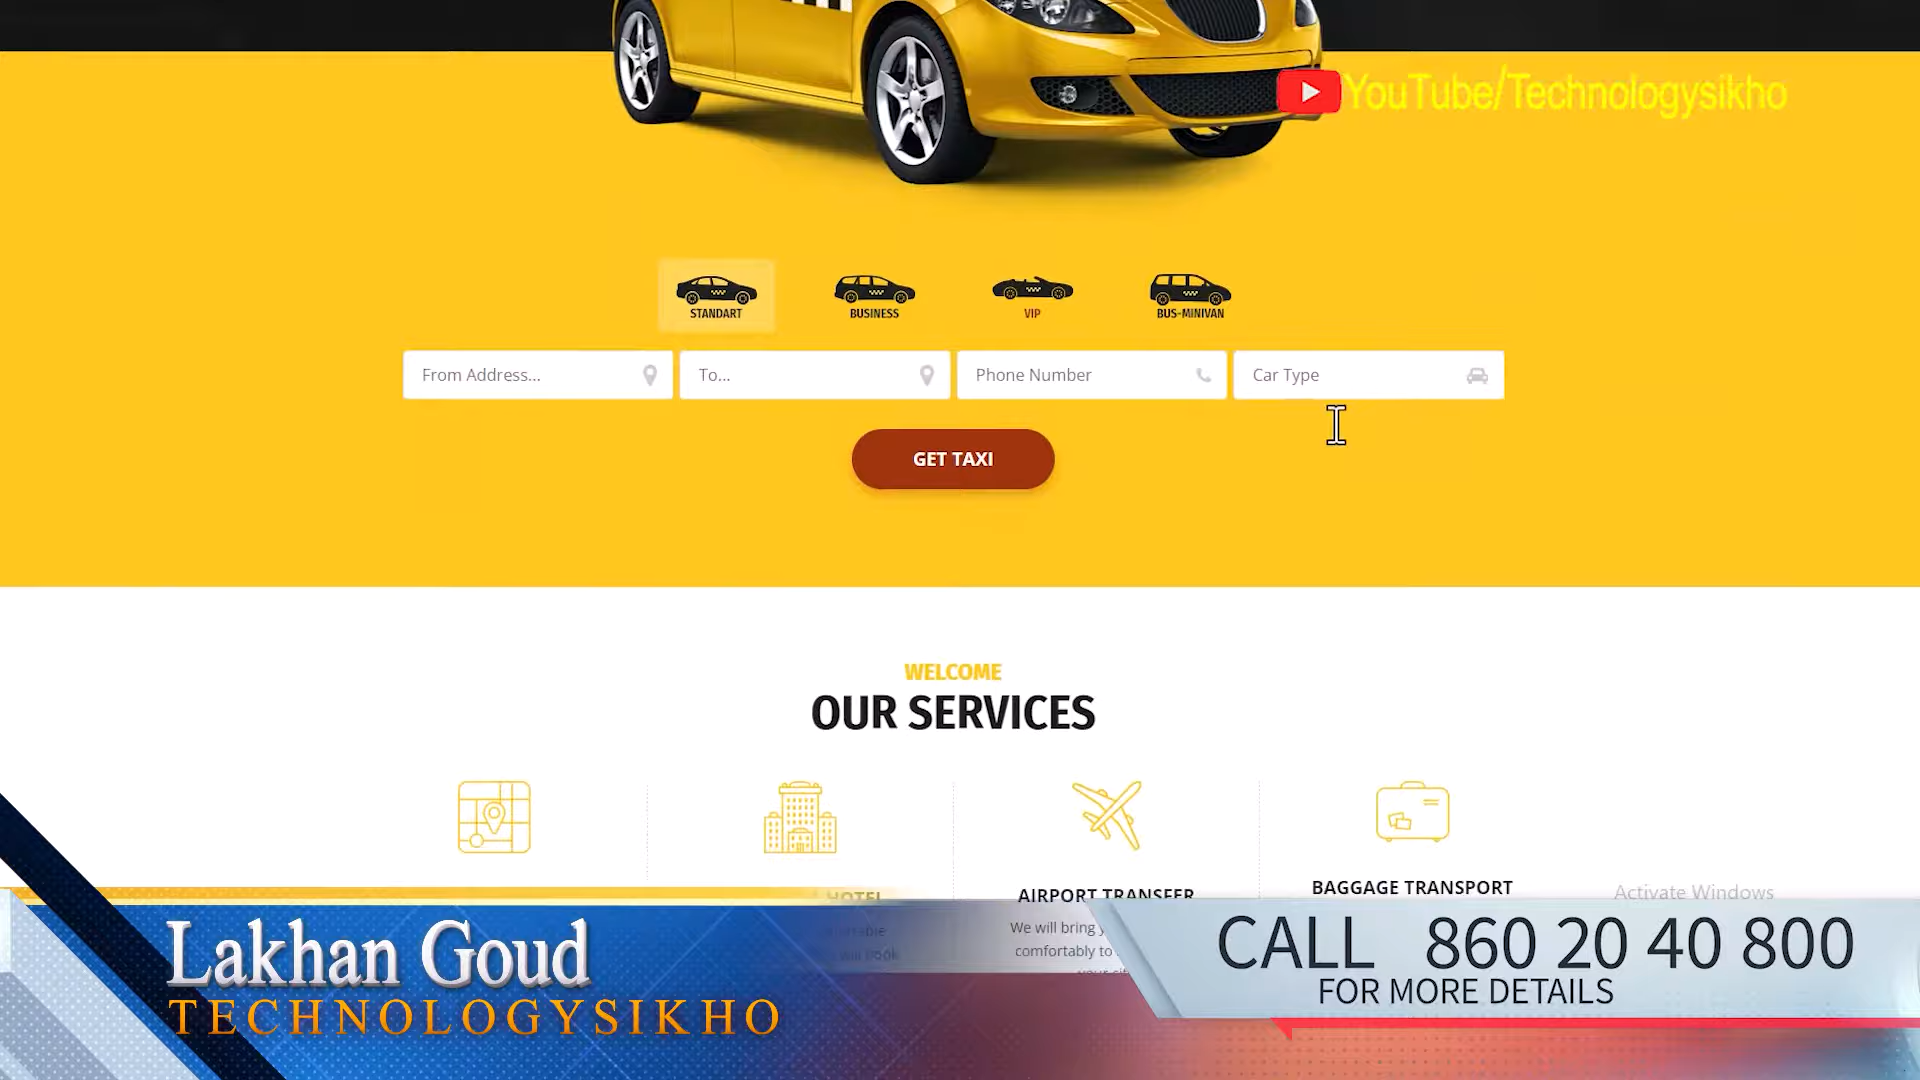 YouTube/Technologysikho
STANDART
BUSINESS
VIP
BUS-MINIVAN
From Address...
To...
Phone Number
Car Type
GET TAXI
WELCOME
OUR SERVICES
HOTEL
AIRPORT TRANSFER
BAGGAGE TRANSPORT
We will bring
comfortably to
Activate Windows
Lakhan Goud
TECHNOLOGYSIKHO
CALL 860 20 40 800
FOR MORE DETAILS